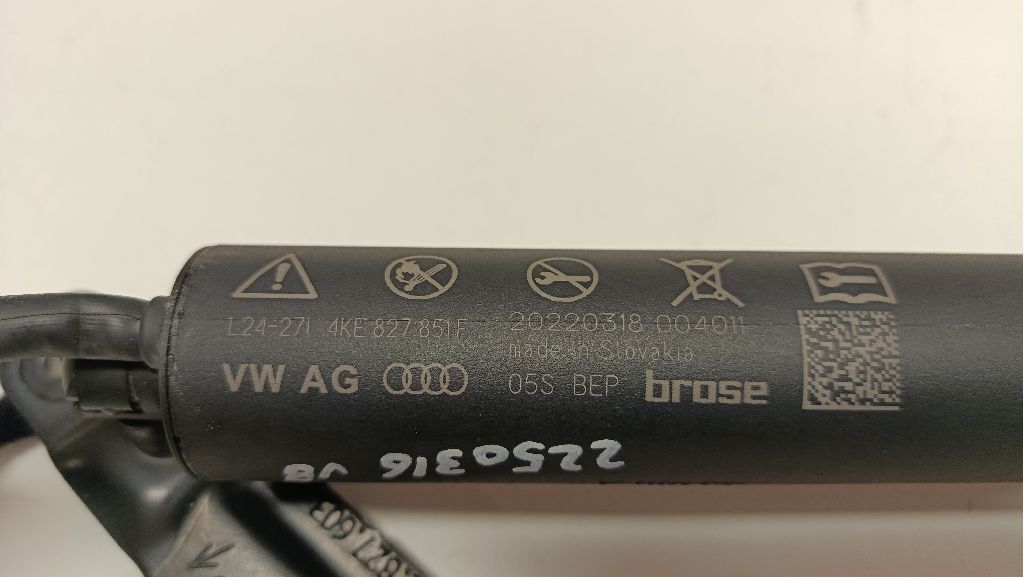 L24-271 4KE 827 851 F
20220318 004011
made in Slovakia
VW AG
05S BEP brose
2250316 JB